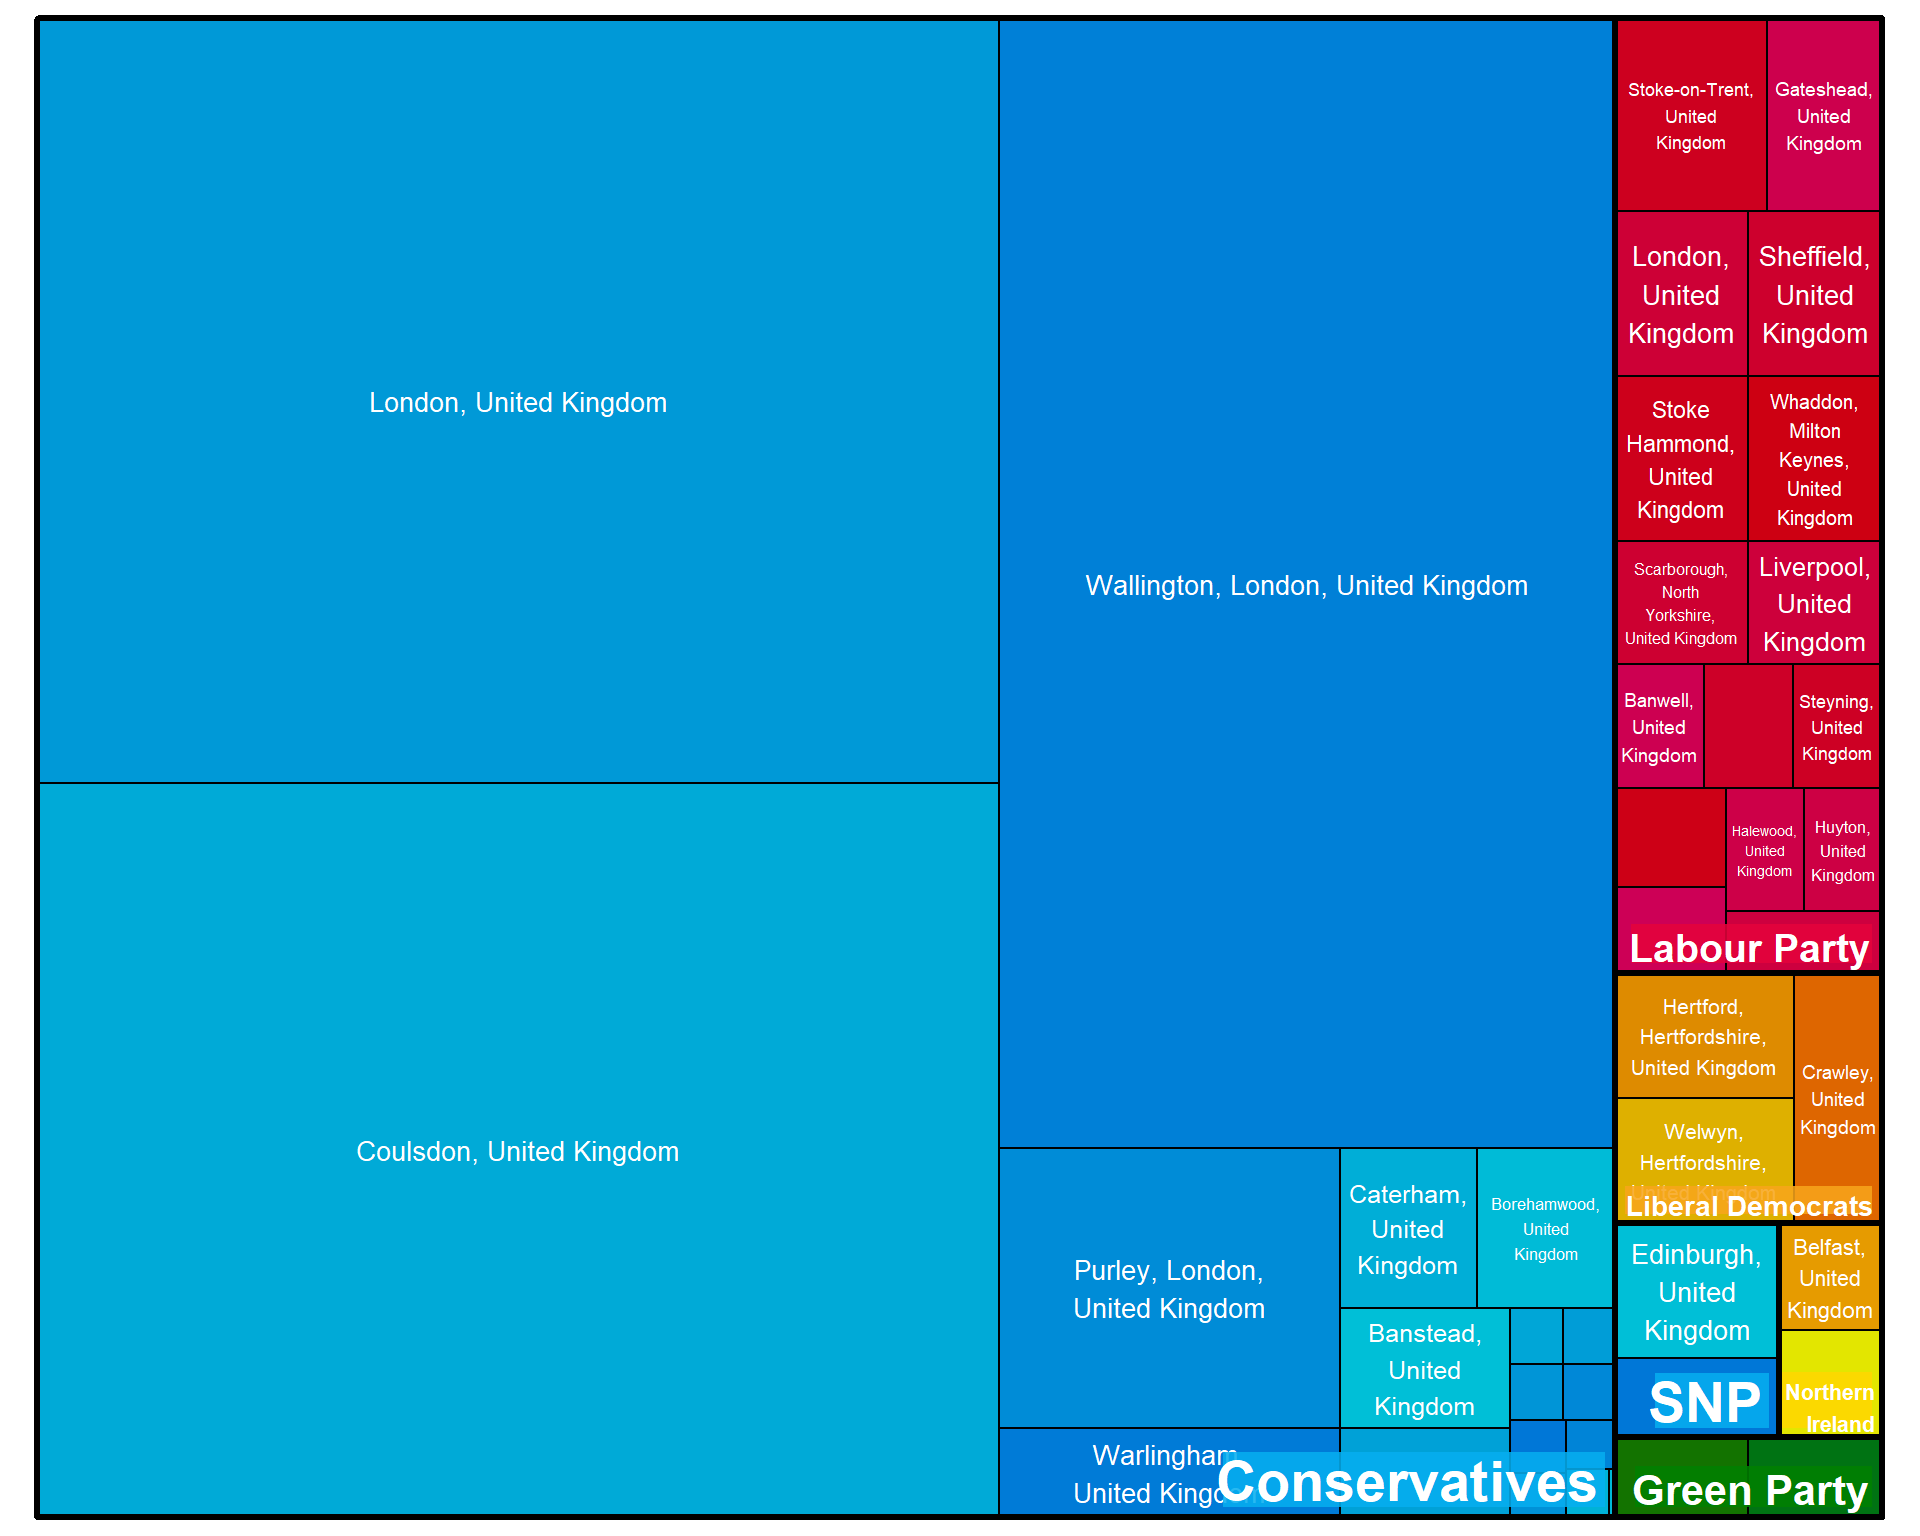 London, United Kingdom
Coulsdon, United Kingdom
Wallington, London, United Kingdom
Purley, London,
United Kingdom
Warlingham,
United Kingdom
Caterham,
United
Kingdom
Borehamwood,
United
Kingdom
Banstead,
United
Kingdom
Conservatives
Stoke-on-Trent,
United
Kingdom
Gateshead,
United
Kingdom
London,
United
Kingdom
Sheffield,
United
Kingdom
Stoke
Hammond,
United
Kingdom
Whaddon,
Milton
Keynes,
United
Kingdom
Scarborough,
North
Yorkshire,
United Kingdom
Liverpool,
United
Kingdom
Banwell,
United
Kingdom
Steyning,
United
Kingdom
Halewood,
United
Kingdom
Huyton,
United
Kingdom
Labour Party
Hertford,
Hertfordshire,
United Kingdom
Welwyn,
Hertfordshire,
United Kingdom
Crawley,
United
Kingdom
Liberal Democrats
Edinburgh,
United
Kingdom
SNP
Belfast,
United
Kingdom
Northern
Ireland
Green Party